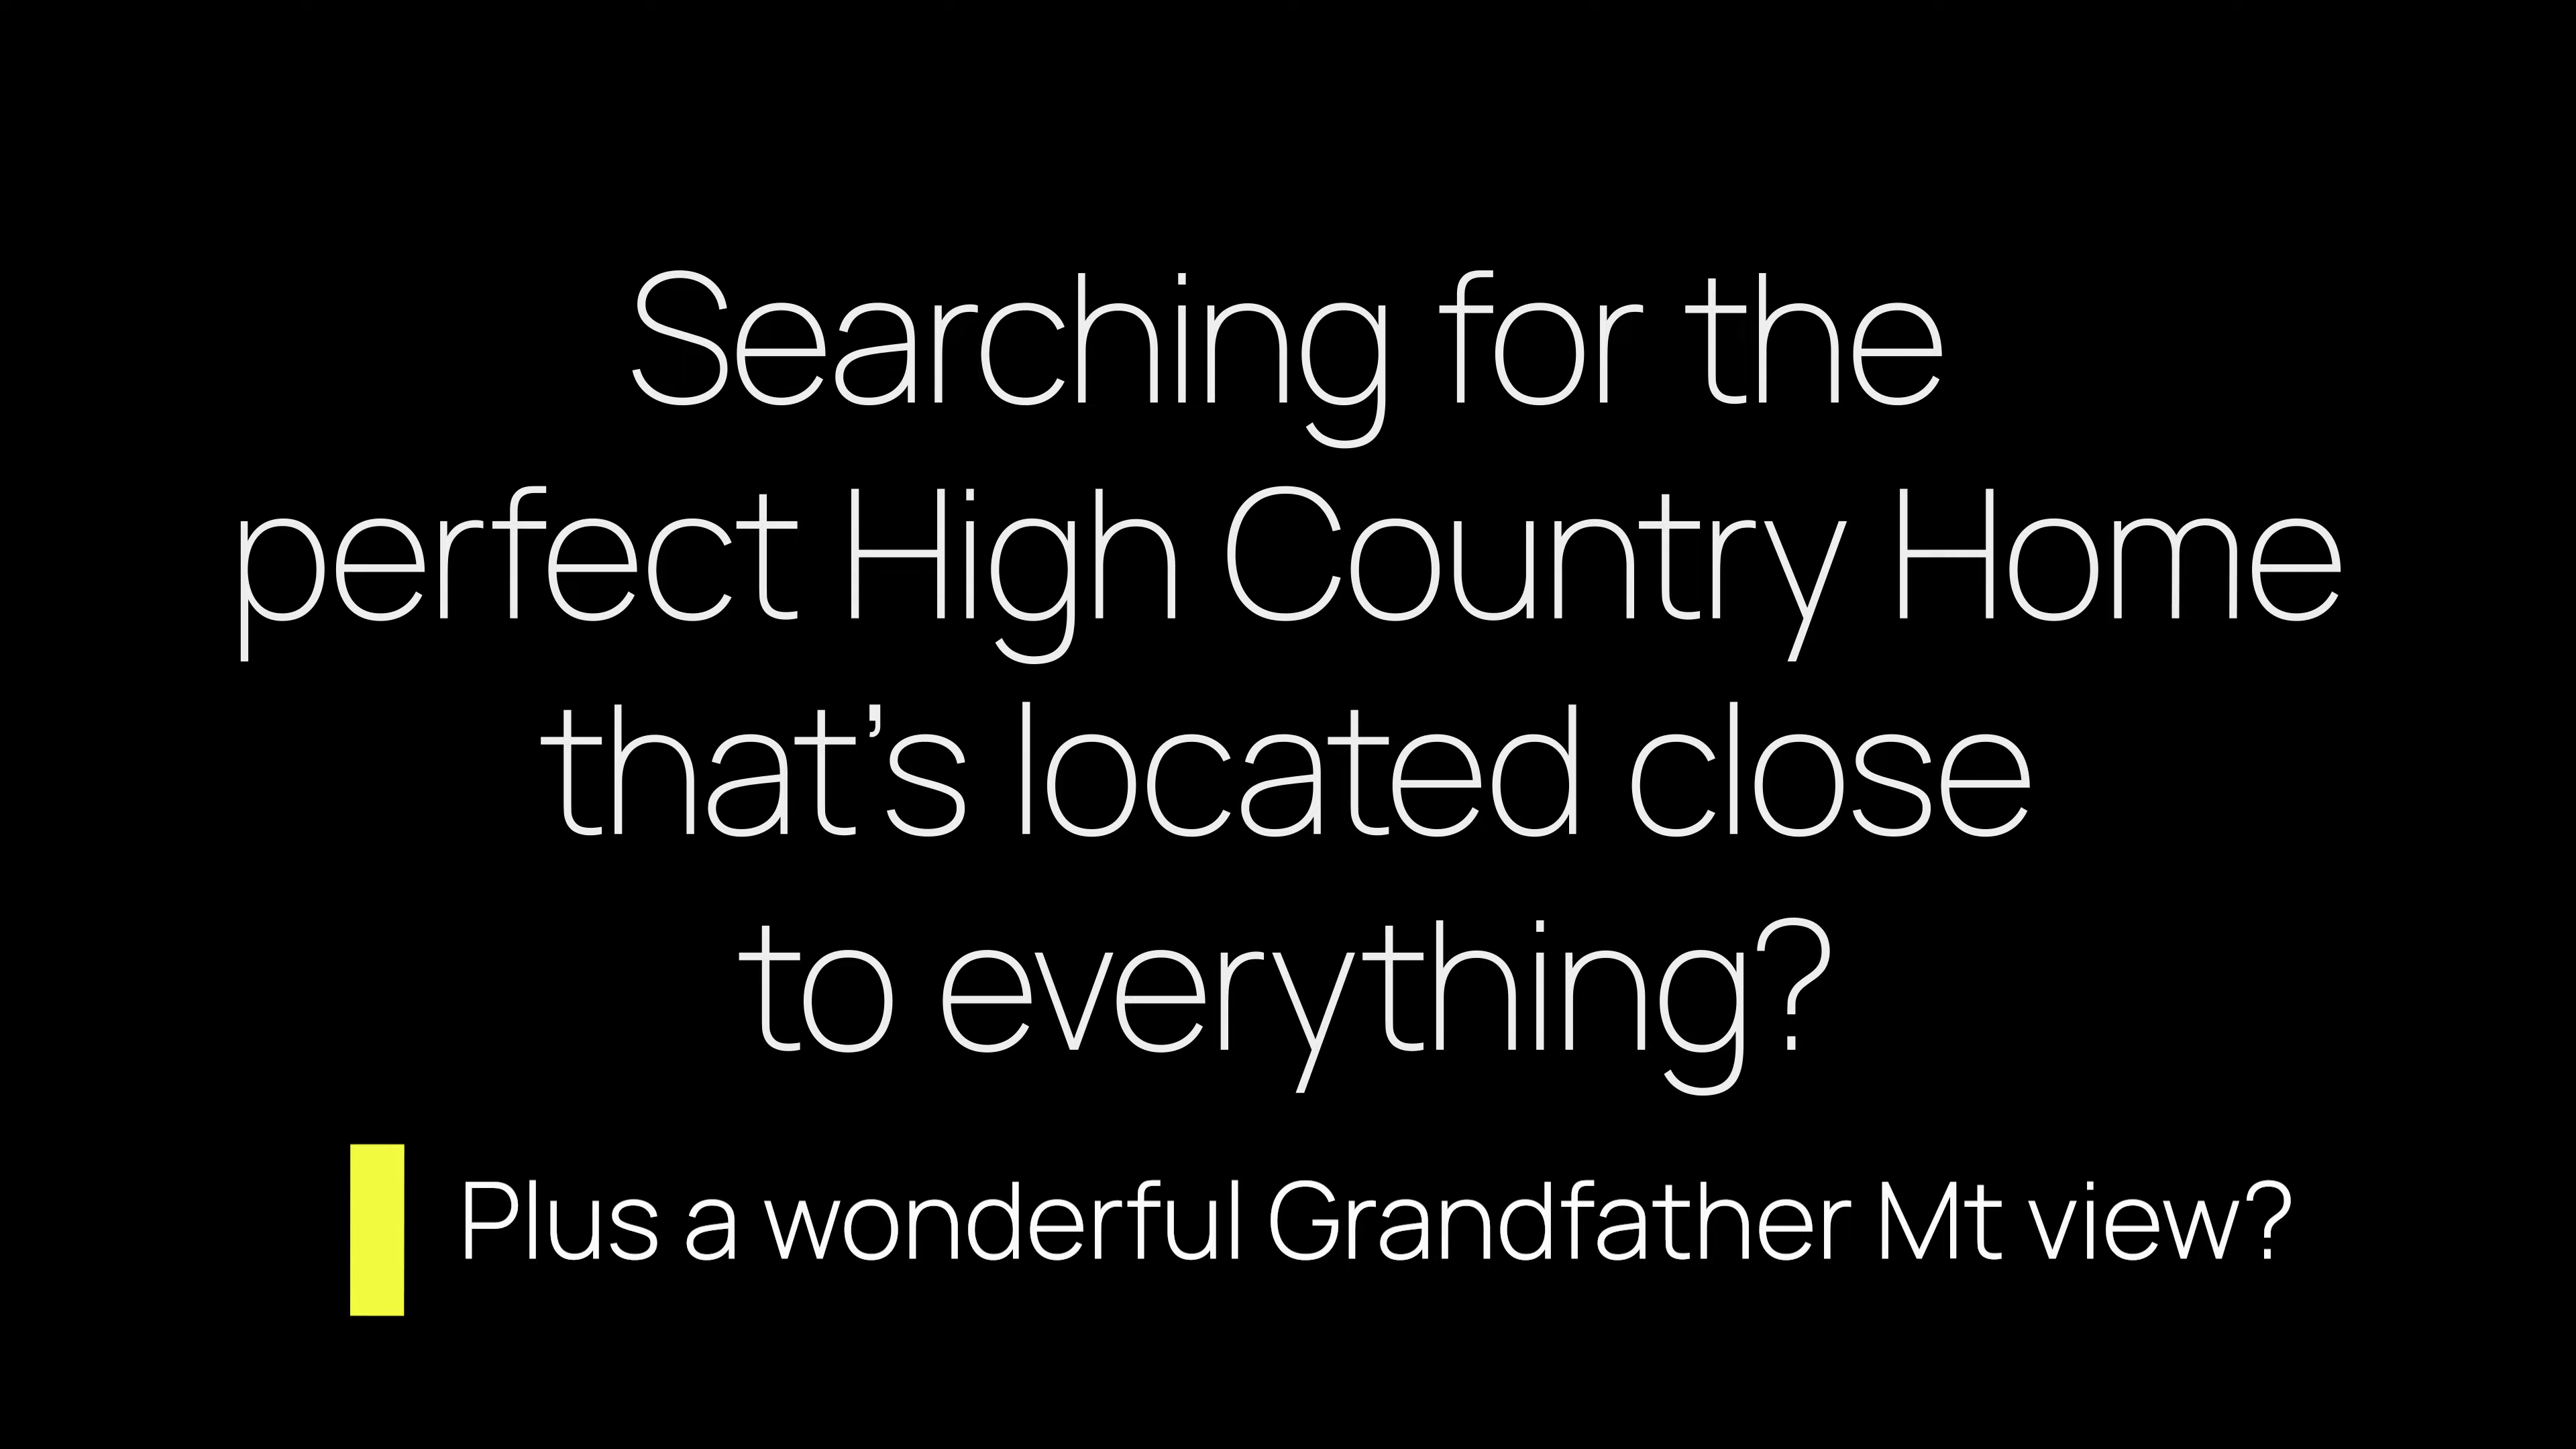 Searching for the
perfect High Country Home
that’s located close
to everything?
Plus a wonderful Grandfather Mt view?